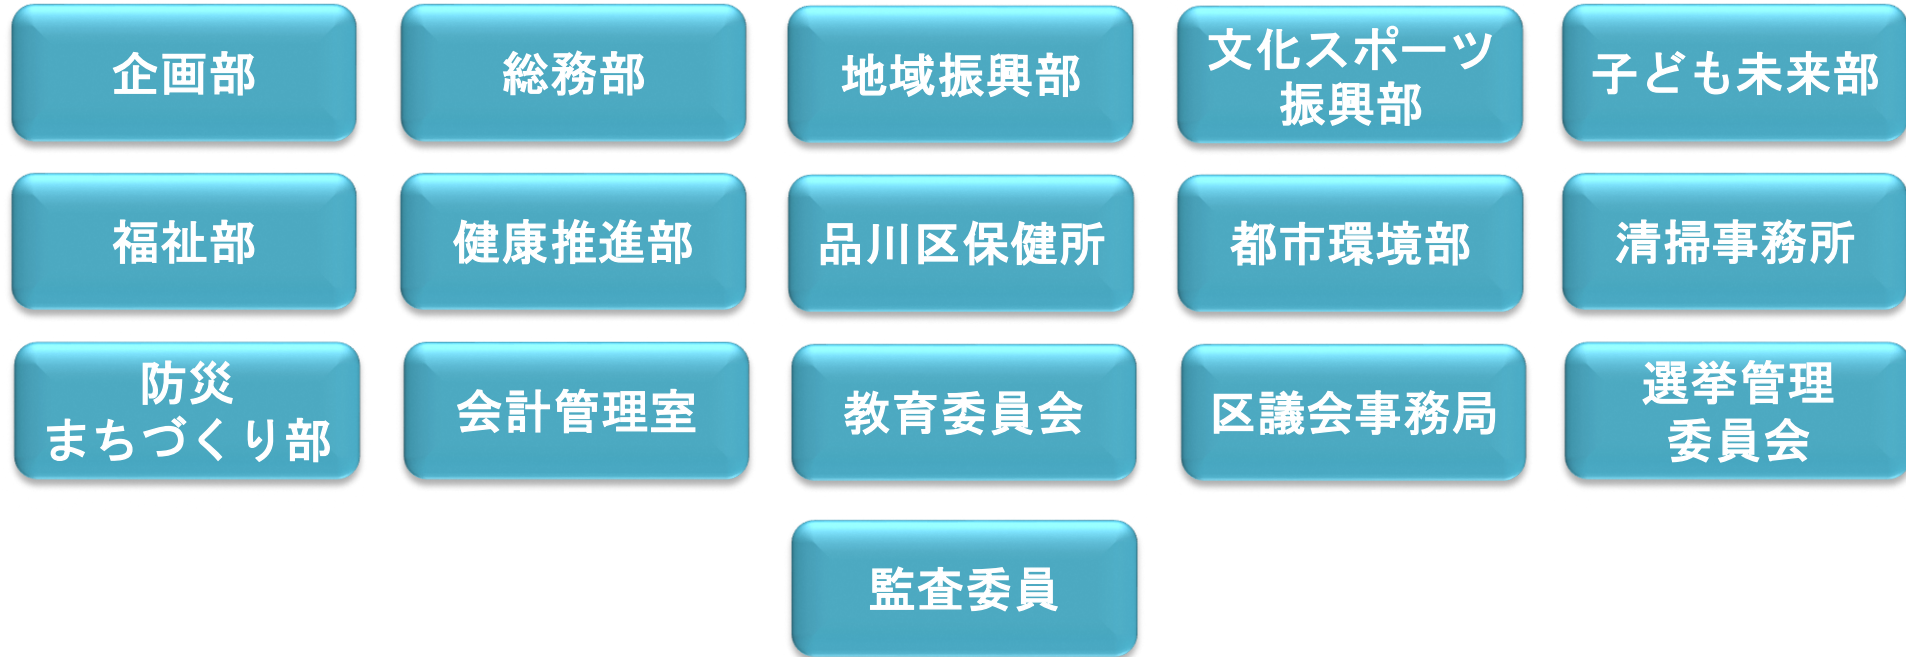 企画部
総務部
地域振興部
文化スポーツ
振興部
子ども未来部
福祉部
健康推進部
品川区保健所
都市環境部
清掃事務所
防災
まちづくり部
会計管理室
教育委員会
区議会事務局
選挙管理
委員会
監査委員